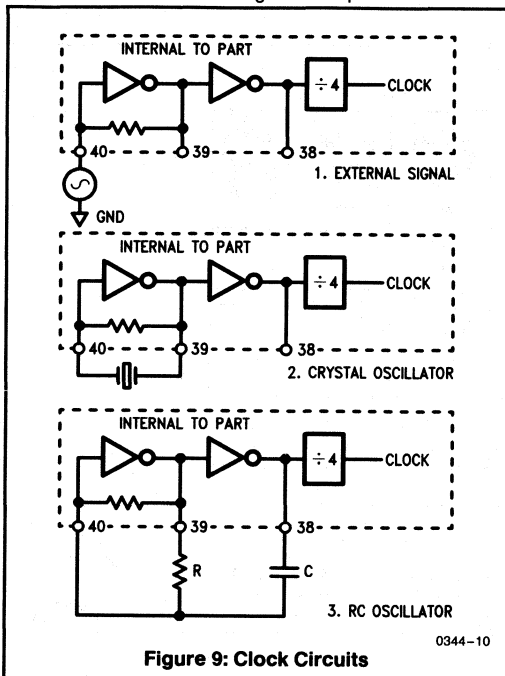 INTERNAL TO PART
÷4
CLOCK
40
39
38
1. EXTERNAL SIGNAL
GND
INTERNAL TO PART
÷4
CLOCK
40
39
38
2. CRYSTAL OSCILLATOR
INTERNAL TO PART
÷4
CLOCK
40
39
38
R
C
3. RC OSCILLATOR
0344-10
Figure 9: Clock Circuits